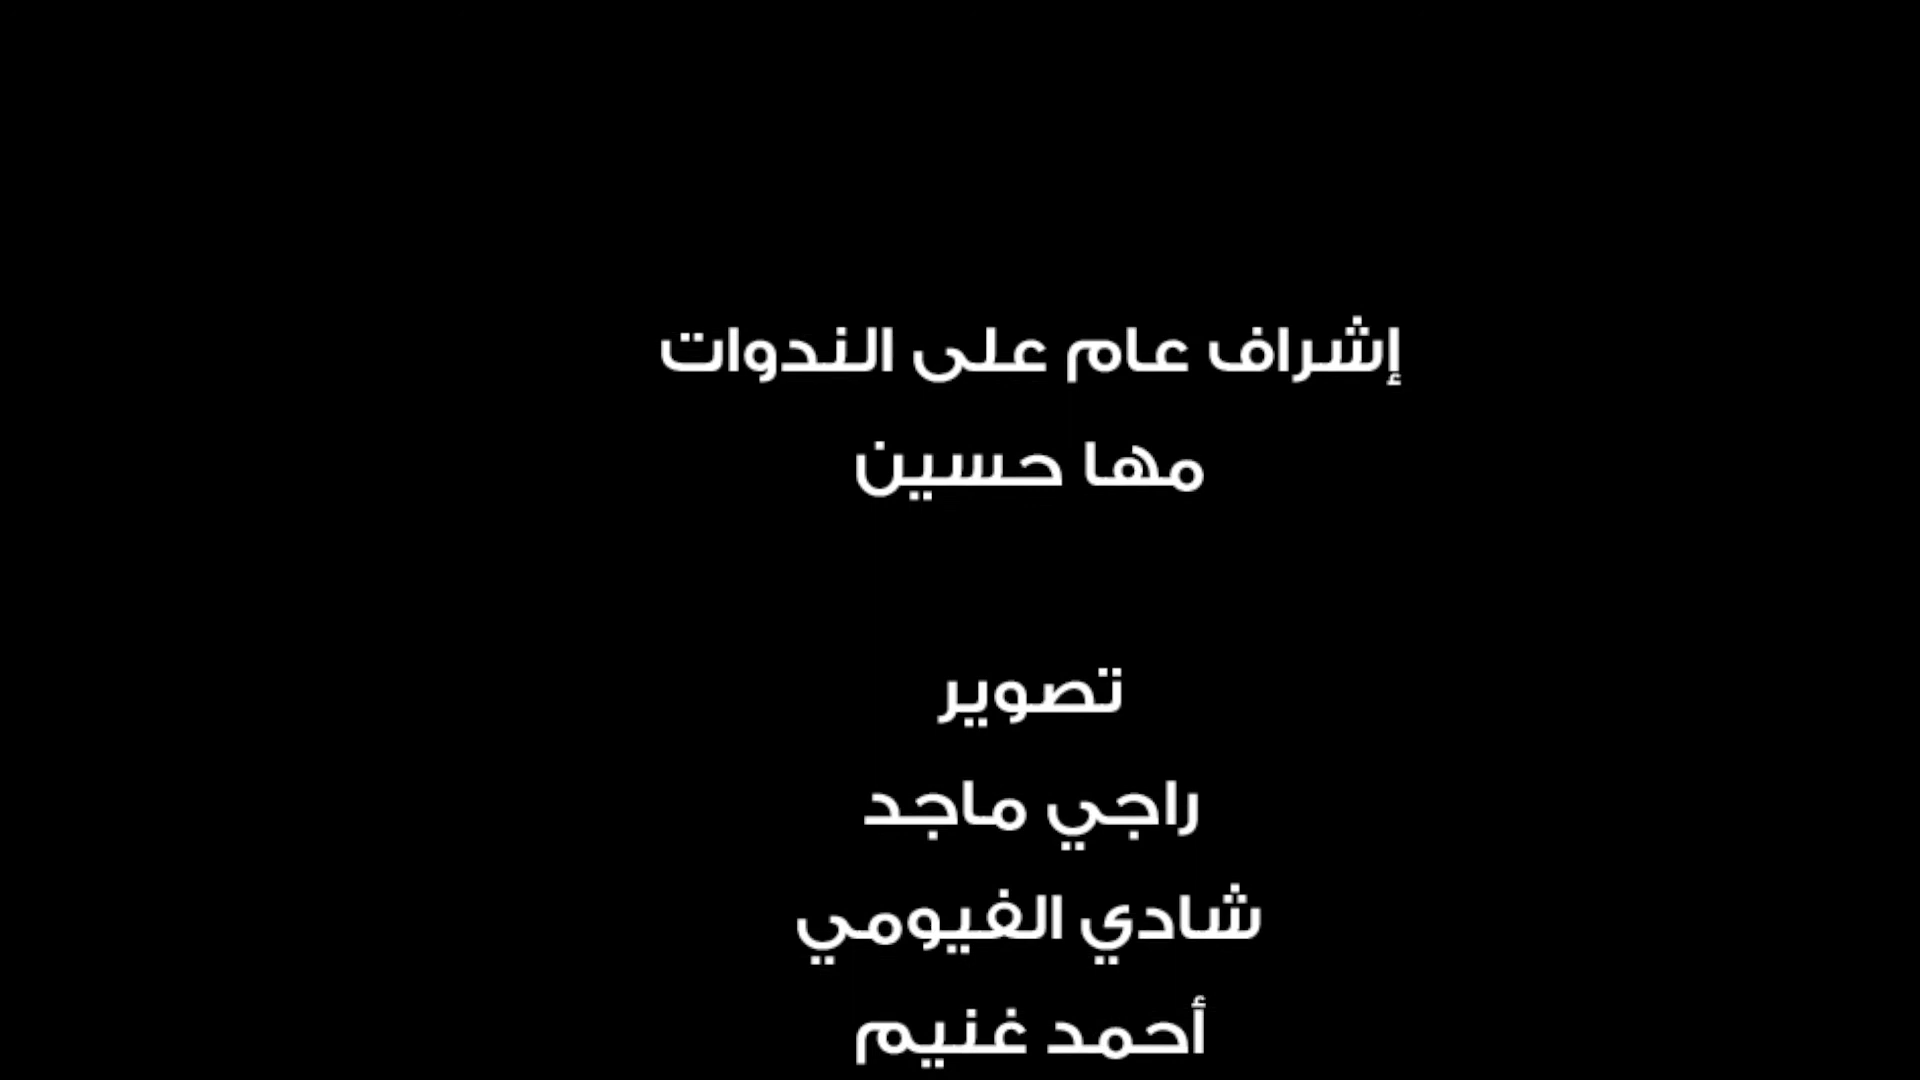 إشراف عام على الندوات
مها حسين
تصوير
راجي ماجد
شادي الفيومي
أحمد غنيم